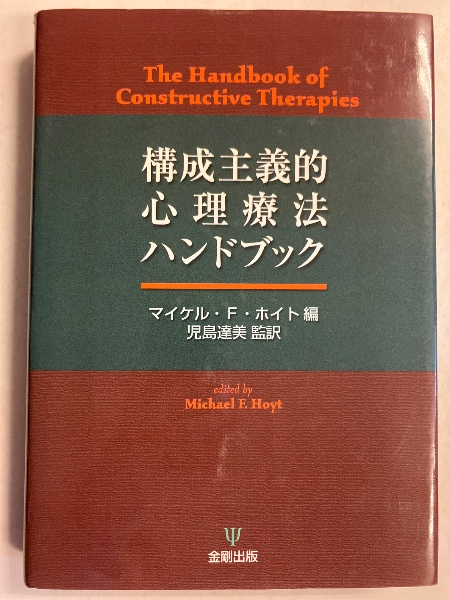 The Handbook of
Constructive Therapies
構成主義的
心理療法
ハンドブック
マイケル・F・ホイト 編
児島達美 監訳
edited by
Michael F. Hoyt
Ψ
金剛出版